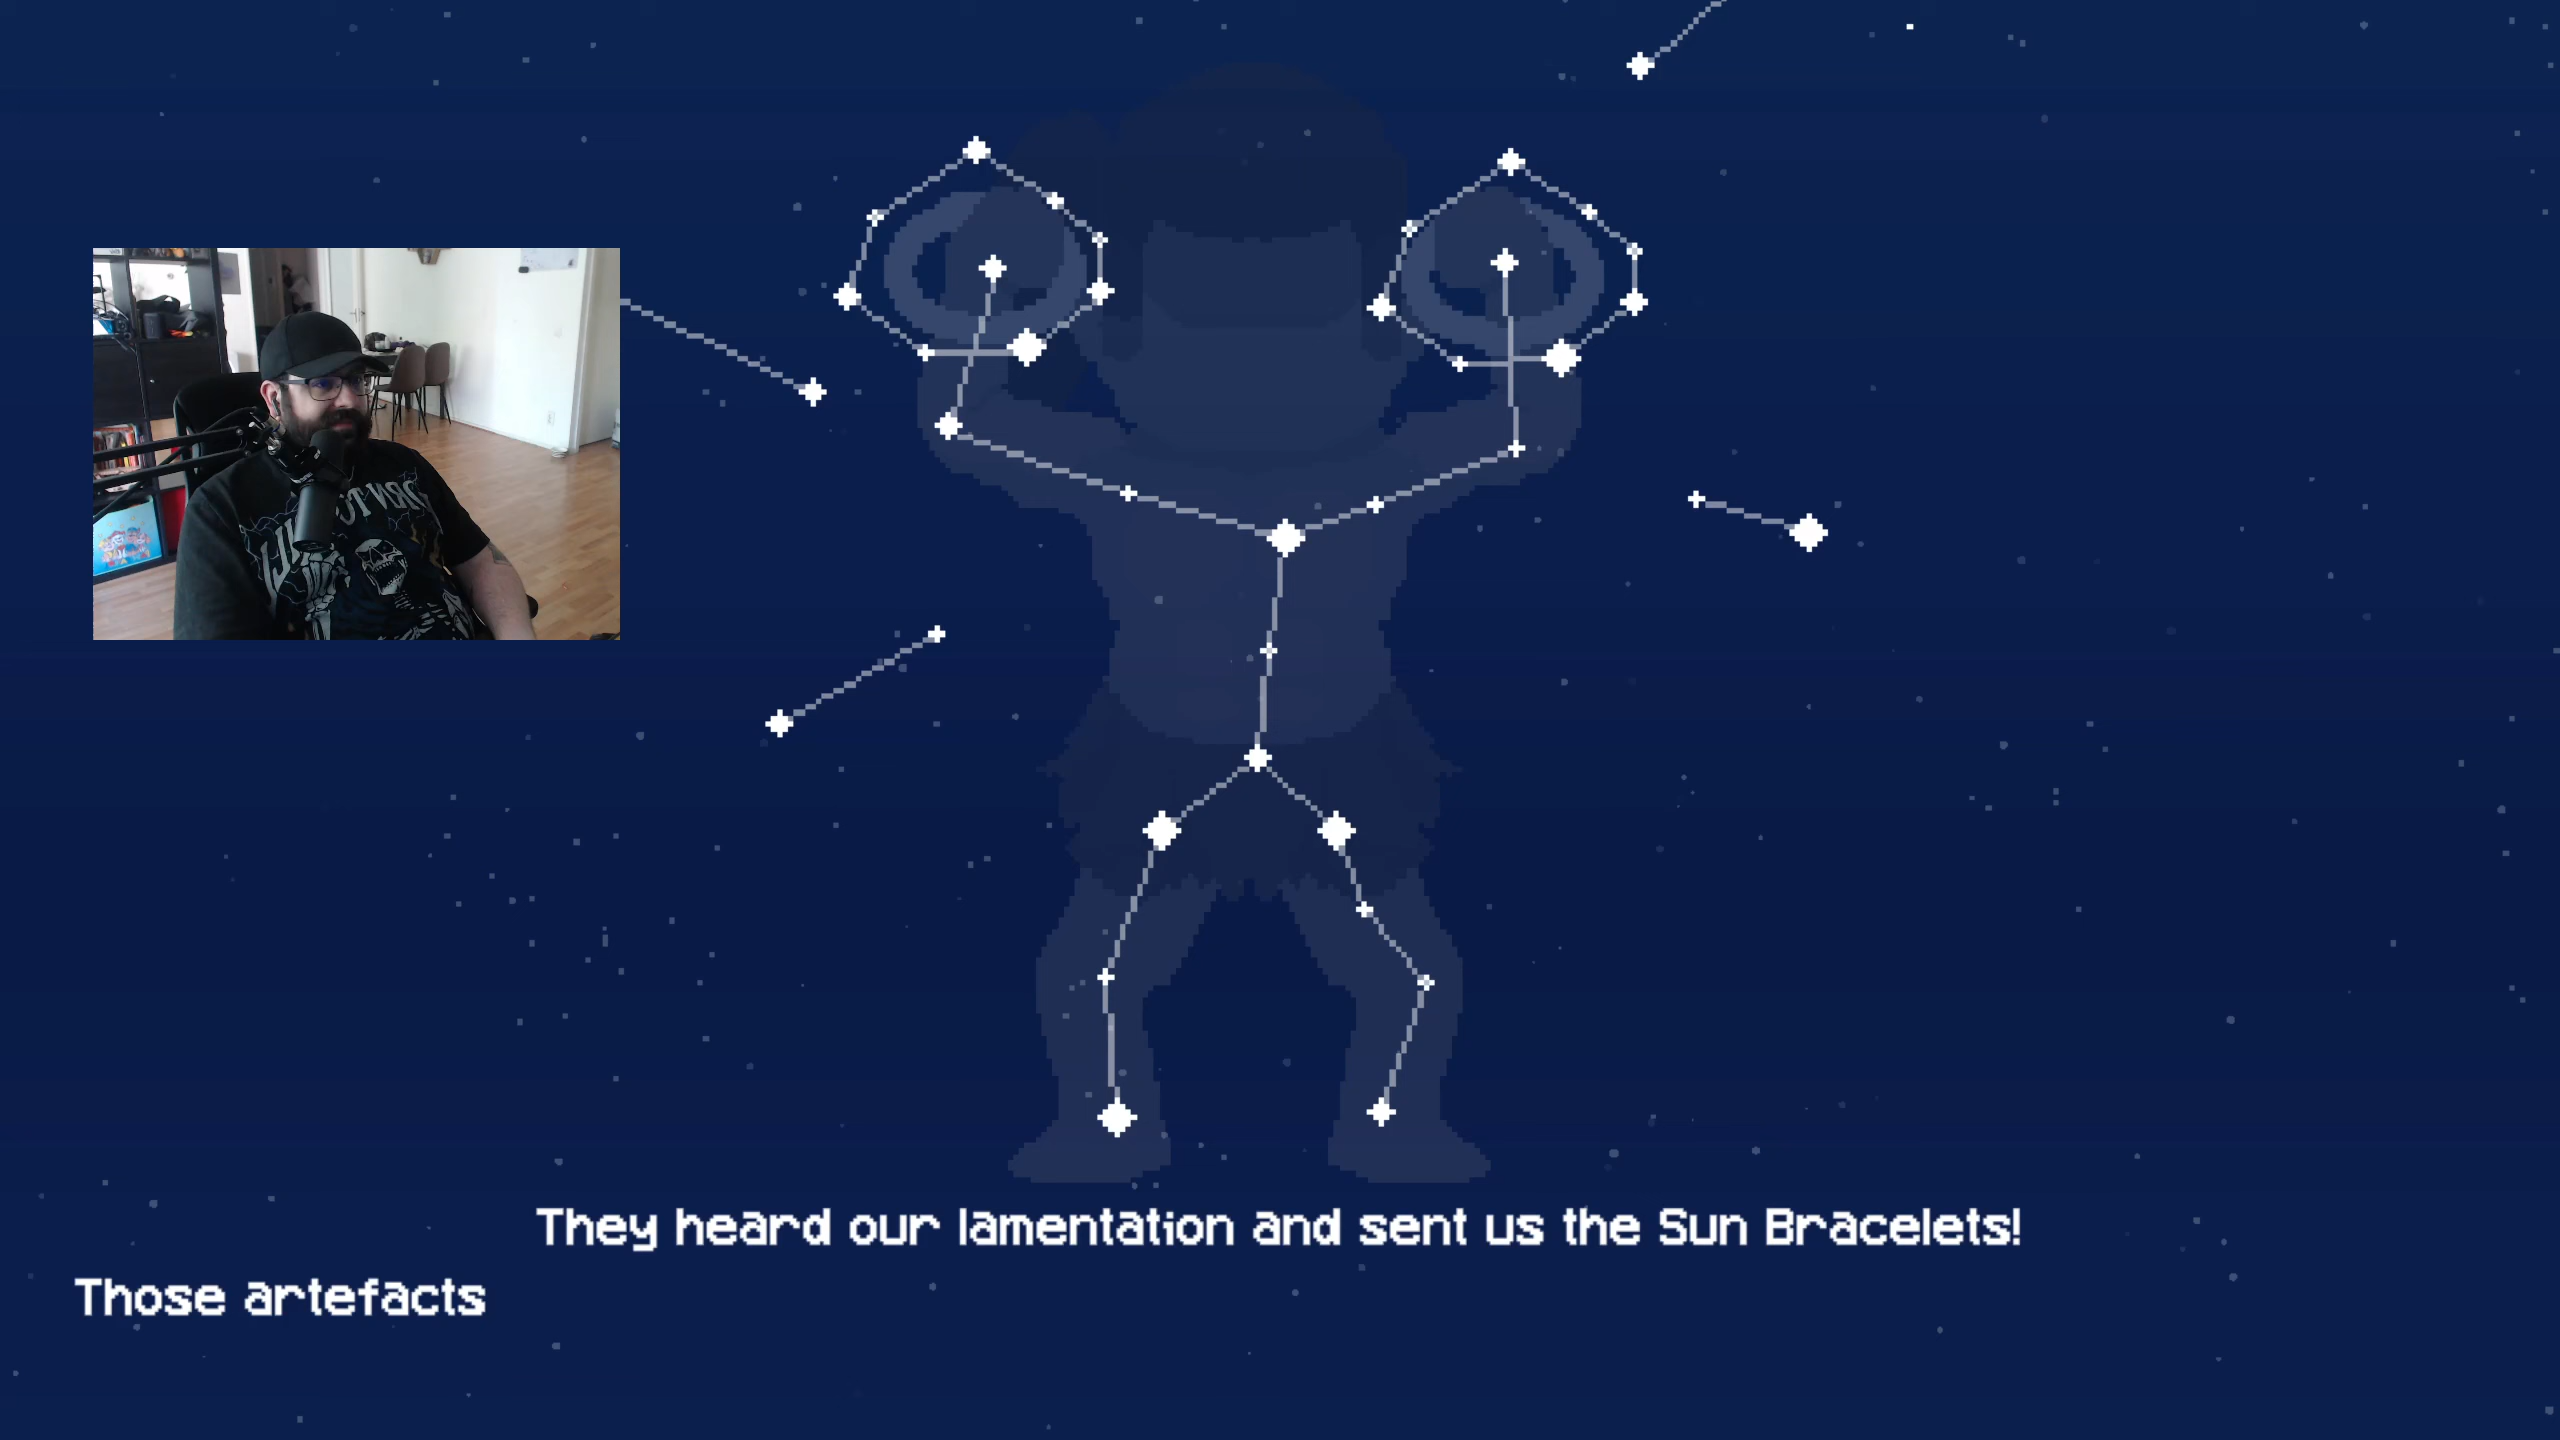 They heard our lamentation and sent us the Sun Bracelets!
Those artefacts